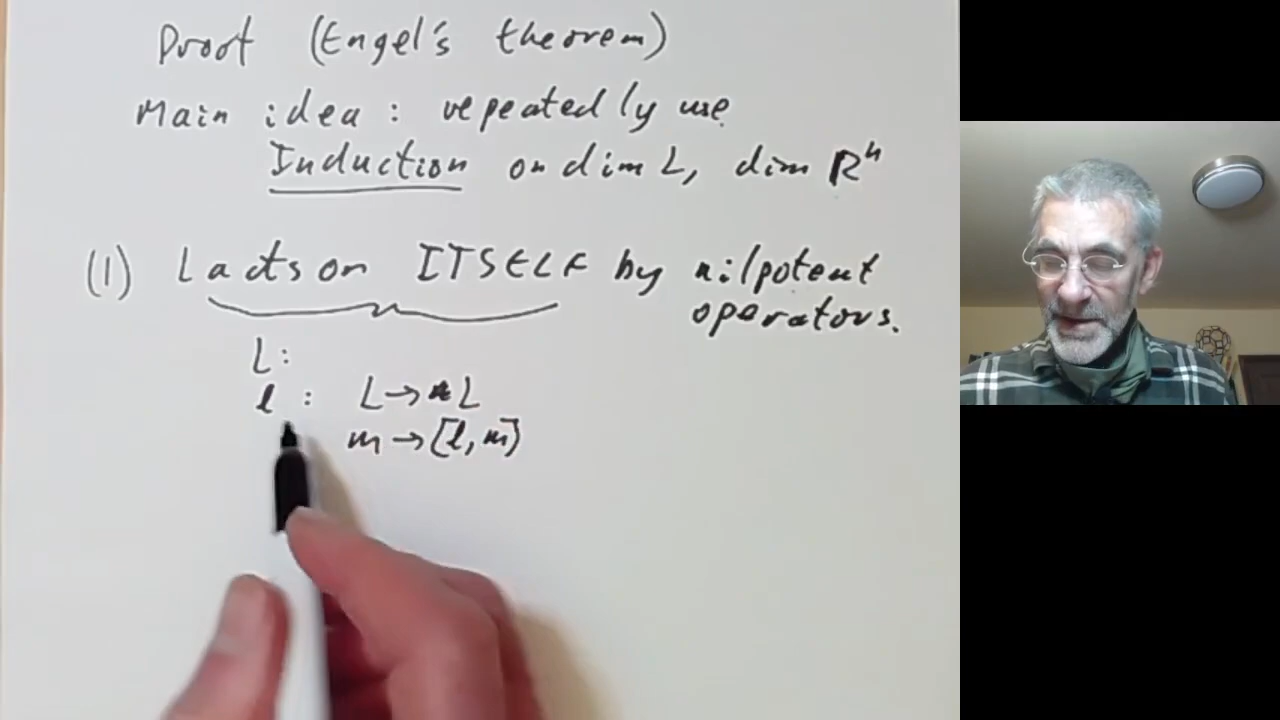 Proof (Engel's theorem)
Main idea: repeatedly use
Induction on dim L, dim R^n
(1) L acts on ITSELF by nilpotent
operators.
L:
l: L → L
m → [l, m]